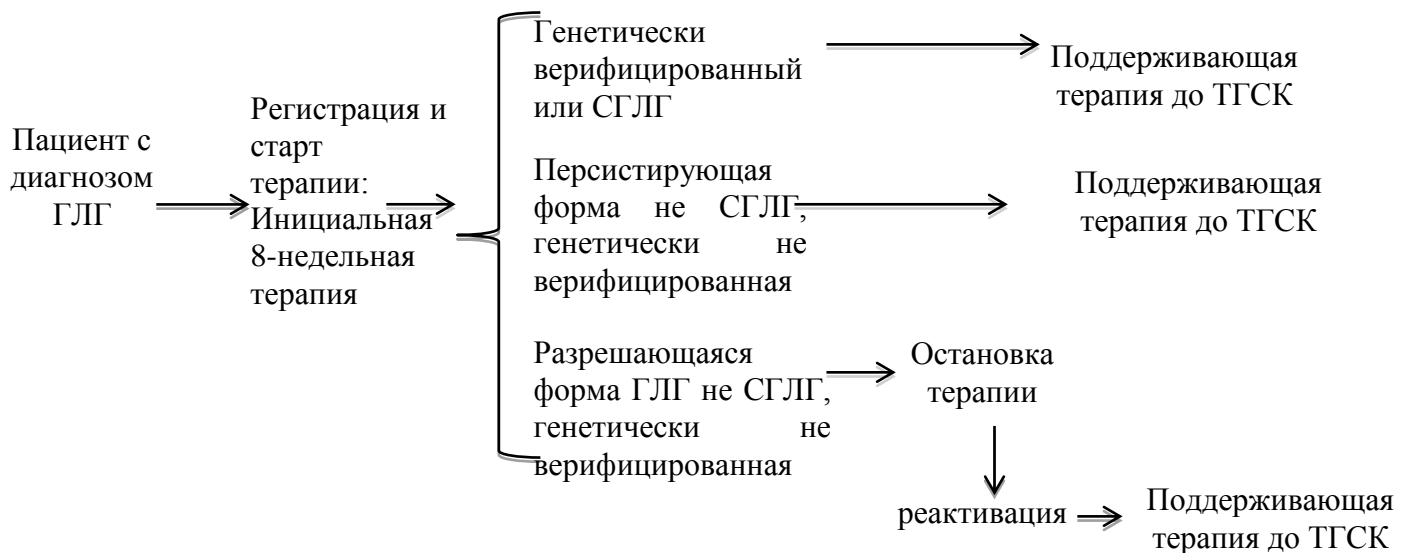 Пациент с
диагнозом
ГЛГ
Регистрация и
старт
терапии:
Инициальная
8-недельная
терапия
Генетически
верифицированный
или СГЛГ
Поддерживающая
терапия до ТГСК
Персистирующая
форма не СГЛГ,
генетически не
верифицированная
Поддерживающая
терапия до ТГСК
Разрешающаяся
форма ГЛГ не СГЛГ,
генетически не
верифицированная
Остановка
терапии
реактивация
Поддерживающая
терапия до ТГСК